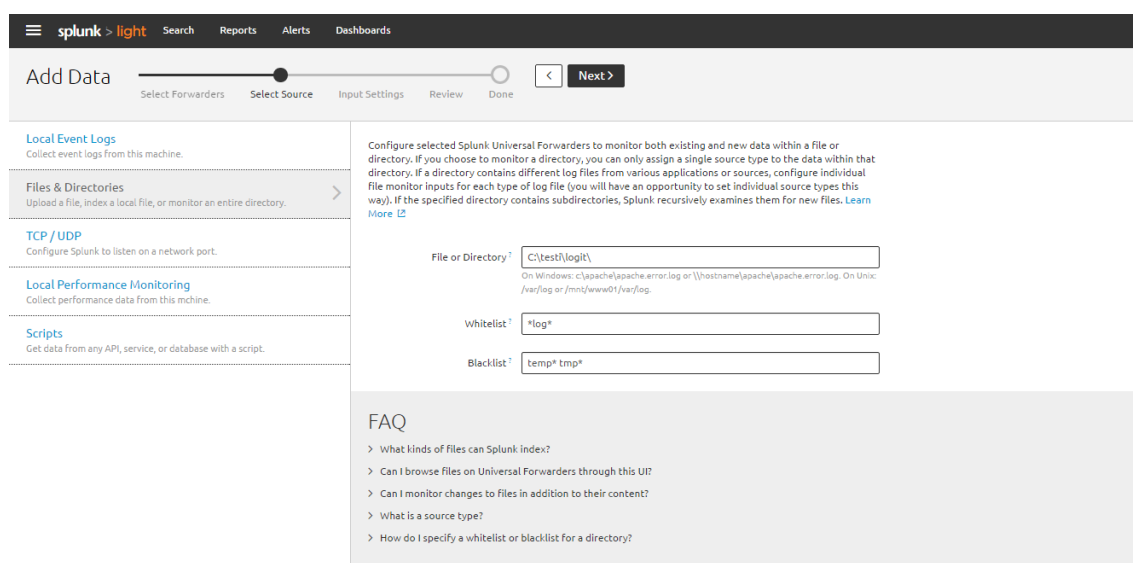 splunk > light Search Reports Alerts Dashboards
Add Data
Select Forwarders Select Source Input Settings Review Done
< Next >
Local Event Logs
Collect event logs from this machine.
Files & Directories
Upload a file, index a local file, or monitor an entire directory.
TCP / UDP
Configure Splunk to listen on a network port.
Local Performance Monitoring
Collect performance data from this mchine.
Scripts
Get data from any API, service, or database with a script.
Configure selected Splunk Universal Forwarders to monitor both existing and new data within a file or
directory. If you choose to monitor a directory, you can only assign a single source type to the data within that
directory. If a directory contains different log files from various applications or sources, configure individual
file monitor inputs for each type of log file (you will have an opportunity to set individual source types this
way). If the specified directory contains subdirectories, Splunk recursively examines them for new files. Learn
More
File or Directory ? C:\testi\logit\
On Windows: c:\apache\apache.error.log or \\hostname\apache\apache.error.log. On Unix:
/var/log or /mnt/www01/var/log.
Whitelist ? *log*
Blacklist ? temp* tmp*
FAQ
> What kinds of files can Splunk index?
> Can I browse files on Universal Forwarders through this UI?
> Can I monitor changes to files in addition to their content?
> What is a source type?
> How do I specify a whitelist or blacklist for a directory?